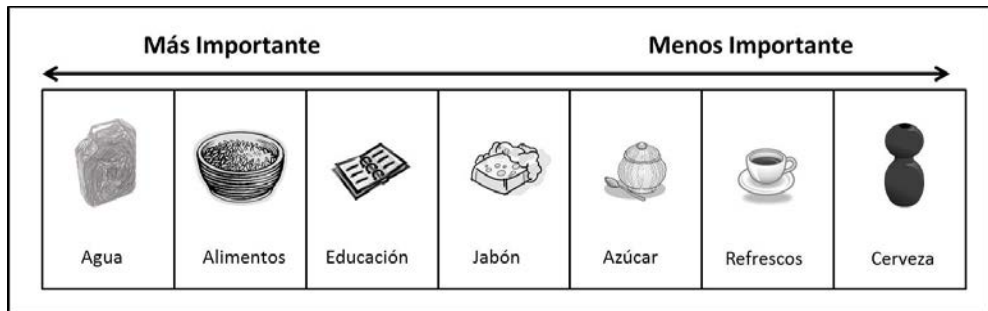 Más Importante Menos Importante
Agua Alimentos Educación Jabón Azúcar Refrescos Cerveza